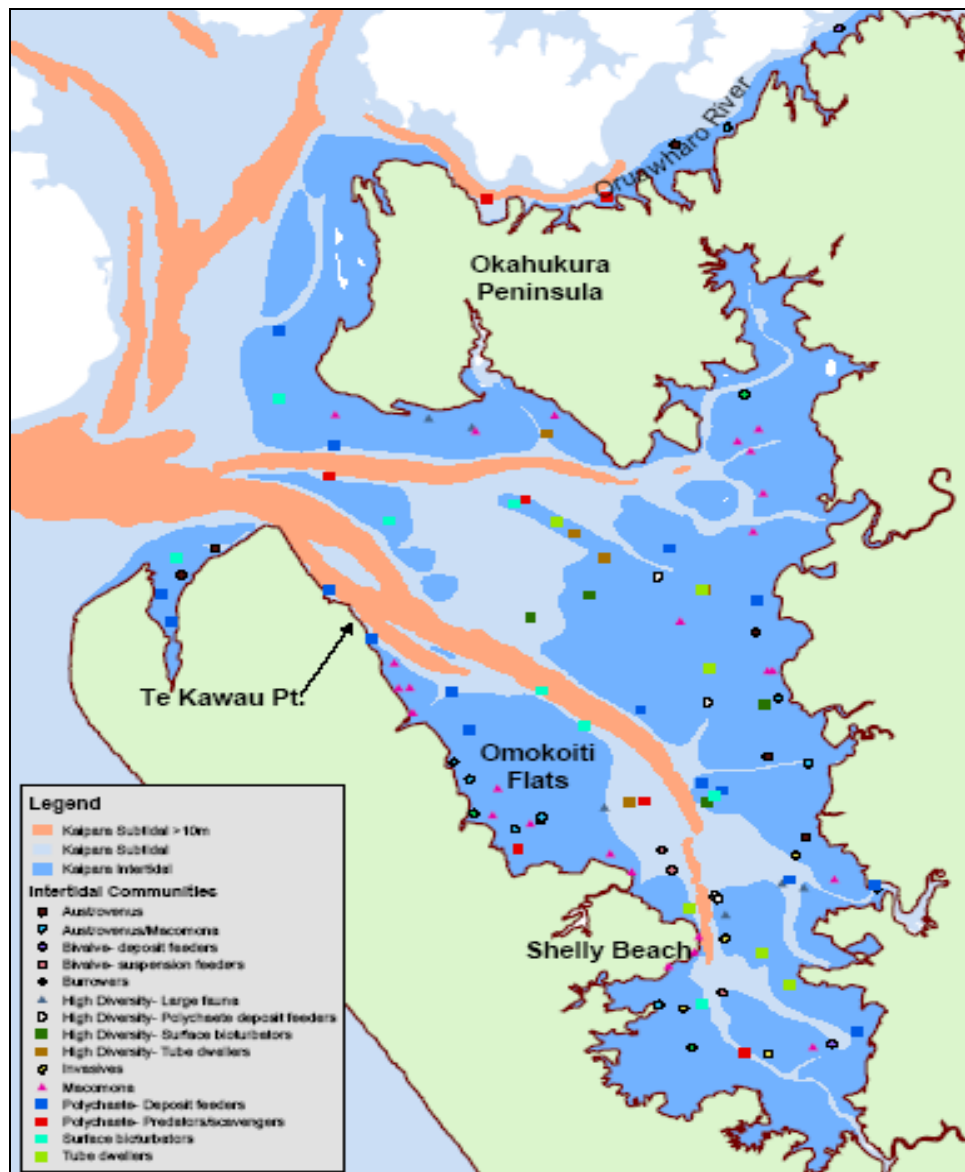 Oruawharo River
Okahukura
Peninsula
Te Kawau Pt.
Omokoiti
Flats
Shelly Beach
Legend
Kaipara Subtidal >10m
Kaipara Subtidal
Kaipara Intertidal
Intertidal Communities
Austrovenus
Austrovenus/Macomona
Bivalve- deposit feeders
Bivalve- suspension feeders
Burrowers
High Diversity- Large fauna
High Diversity- Polychaete deposit feeders
High Diversity- Surface bioturbators
High Diversity- Tube dwellers
Invasives
Macomona
Polychaete- Deposit feeders
Polychaete- Predators/scavengers
Surface bioturbators
Tube dwellers